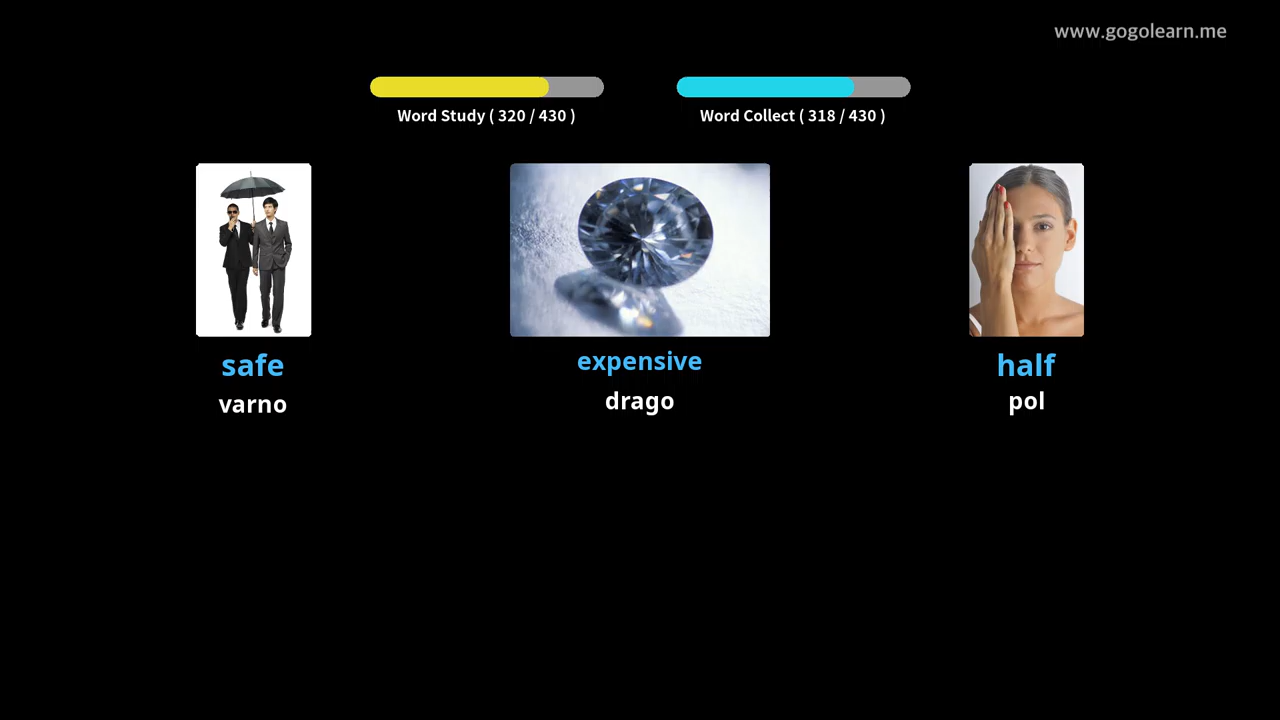 www.gogolearn.me
Word Study ( 320 / 430 )
Word Collect ( 318 / 430 )
safe
varno
expensive
drago
half
pol